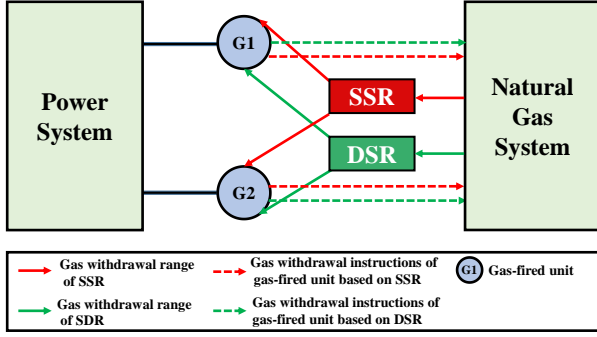 G1
Power
System
SSR
DSR
Natural
Gas
System
G2
Gas withdrawal range
of SSR
Gas withdrawal instructions of
gas-fired unit based on SSR
G1
Gas-fired unit
Gas withdrawal range
of SDR
Gas withdrawal instructions of
gas-fired unit based on DSR